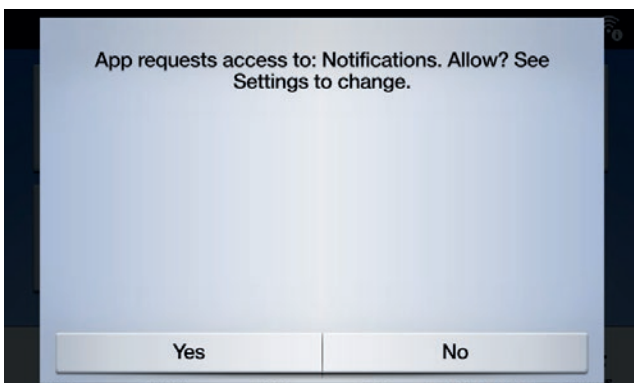 App requests access to: Notifications. Allow? See
Settings to change.
Yes
No